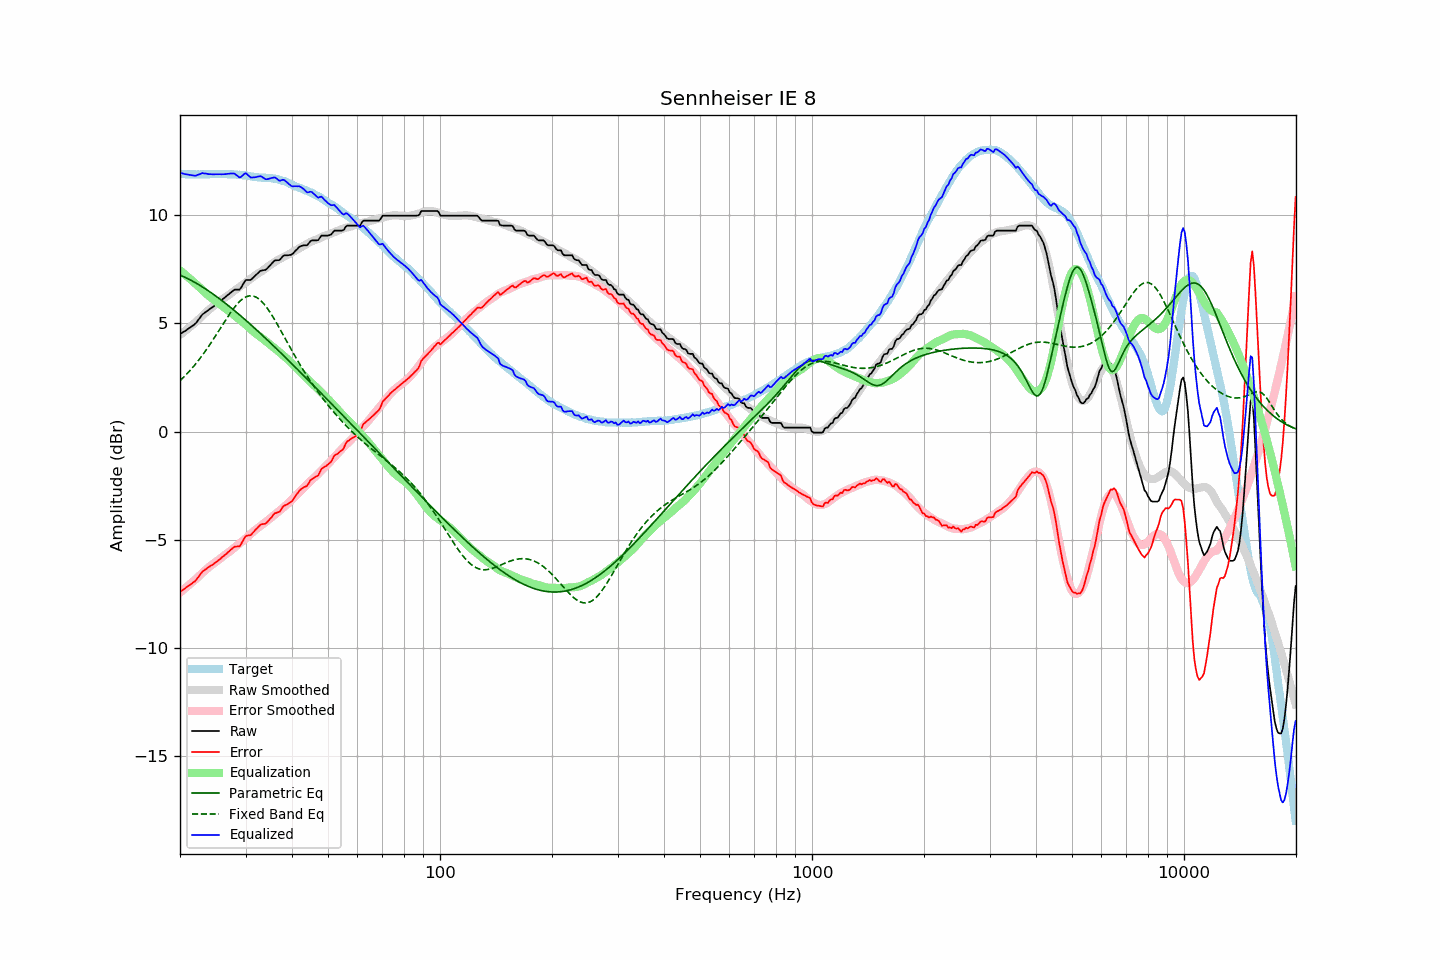 Sennheiser IE 8
Amplitude (dBr)
10
5
0
−5
−10
−15
Target
Raw Smoothed
Error Smoothed
Raw
Error
Equalization
Parametric Eq
Fixed Band Eq
Equalized
100
1000
10000
Frequency (Hz)